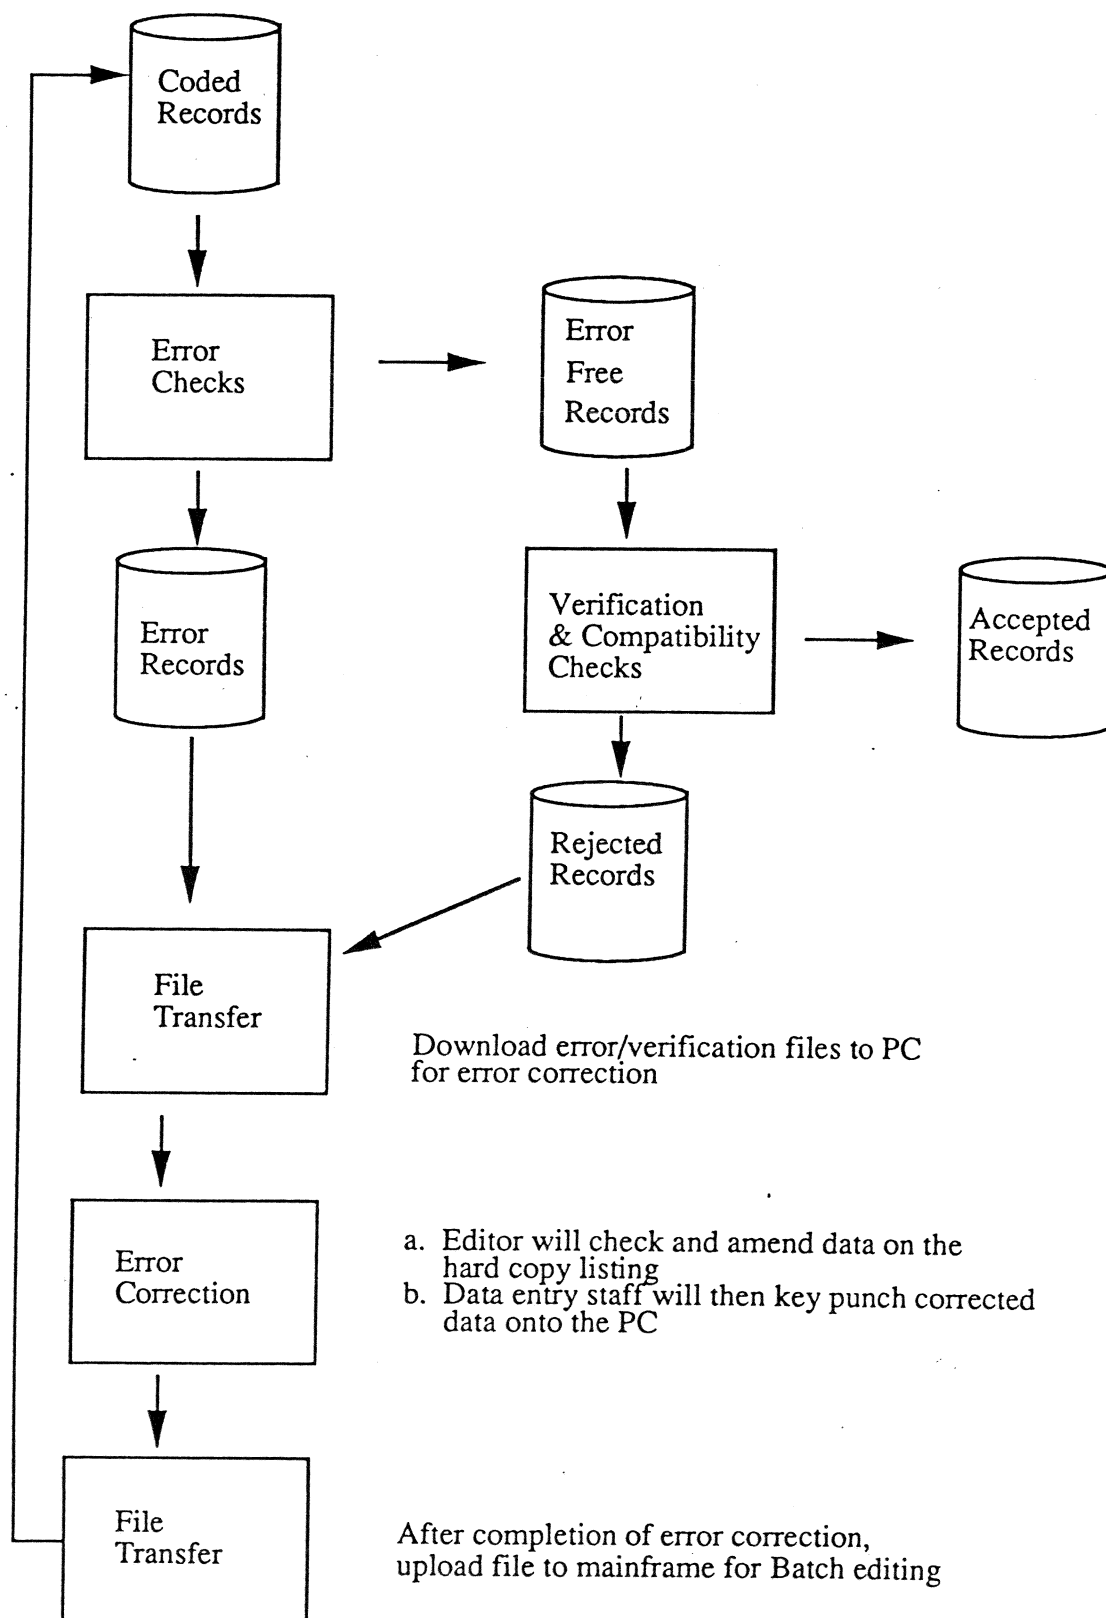 Coded
Records
Error
Checks
Error
Free
Records
Error
Records
Verification
& Compatibility
Checks
Accepted
Records
Rejected
Records
File
Transfer
Download error/verification files to PC
for error correction
Error
Correction
a. Editor will check and amend data on the
hard copy listing
b. Data entry staff will then key punch corrected
data onto the PC
File
Transfer
After completion of error correction,
upload file to mainframe for Batch editing